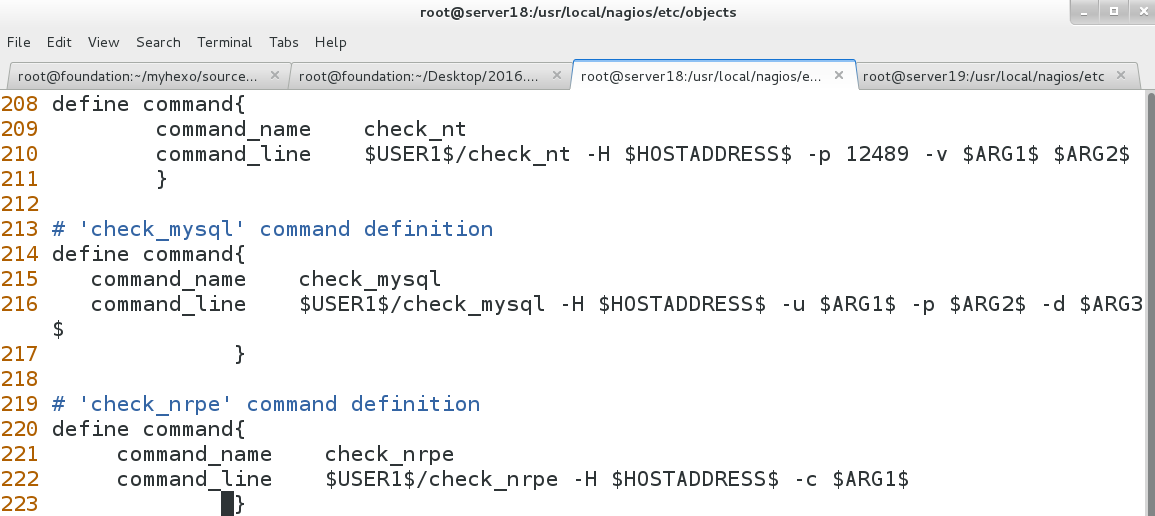 root@server18:/usr/local/nagios/etc/objects
File Edit View Search Terminal Tabs Help
root@foundation:~/myhexo/source... × root@foundation:~/Desktop/2016.... × root@server18:/usr/local/nagios/e... × root@server19:/usr/local/nagios/etc ×
208 define command{
209         command_name    check_nt
210         command_line    $USER1$/check_nt -H $HOSTADDRESS$ -p 12489 -v $ARG1$ $ARG2$
211         }
212
213 # 'check_mysql' command definition
214 define command{
215    command_name    check_mysql
216    command_line    $USER1$/check_mysql -H $HOSTADDRESS$ -u $ARG1$ -p $ARG2$ -d $ARG3
$
217               }
218
219 # 'check_nrpe' command definition
220 define command{
221      command_name    check_nrpe
222      command_line    $USER1$/check_nrpe -H $HOSTADDRESS$ -c $ARG1$
223               }